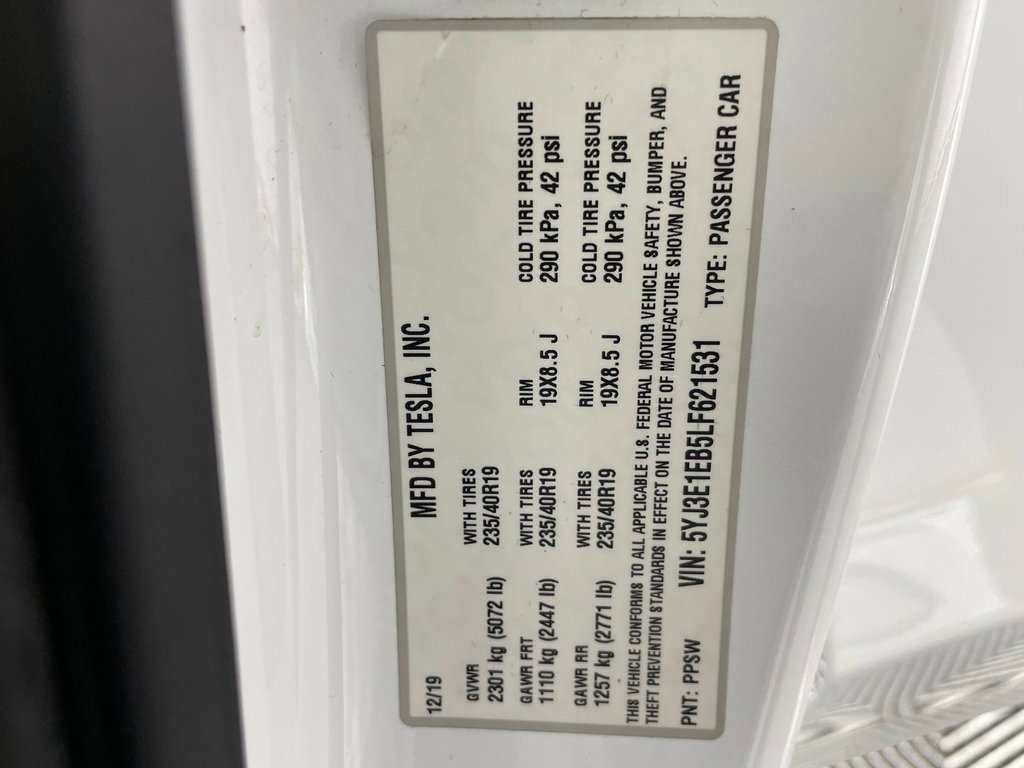 MFD BY TESLA, INC.
12/19
GVWR WITH TIRES
2301 kg (5072 lb) 235/40R19
GAWR FRT WITH TIRES RIM COLD TIRE PRESSURE
1110 kg (2447 lb) 235/40R19 19X8.5 J 290 kPa, 42 psi
GAWR RR WITH TIRES RIM COLD TIRE PRESSURE
1257 kg (2771 lb) 235/40R19 19X8.5 J 290 kPa, 42 psi
THIS VEHICLE CONFORMS TO ALL APPLICABLE U.S. FEDERAL MOTOR VEHICLE SAFETY, BUMPER, AND
THEFT PREVENTION STANDARDS IN EFFECT ON THE DATE OF MANUFACTURE SHOWN ABOVE.
PNT: PPSW VIN: 5YJ3E1EB5LF621531 TYPE: PASSENGER CAR